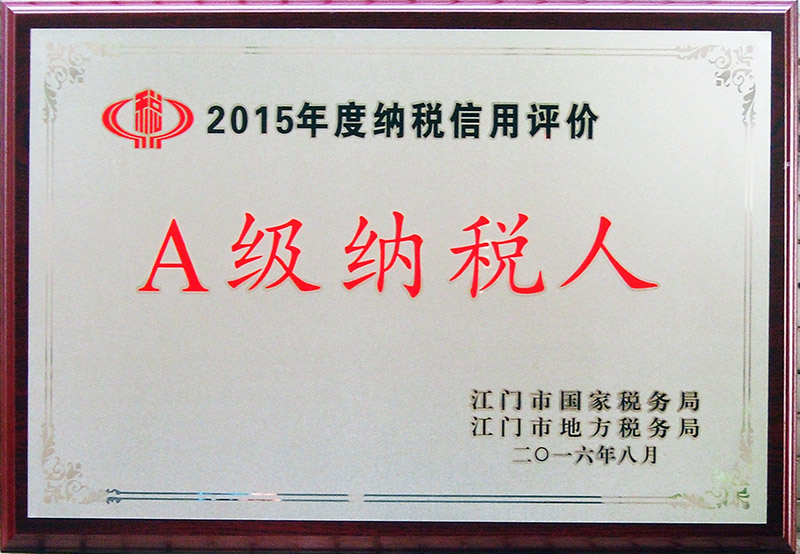 税
2015年度纳税信用评价
A级纳税人
江门市国家税务局
江门市地方税务局
二〇一六年八月